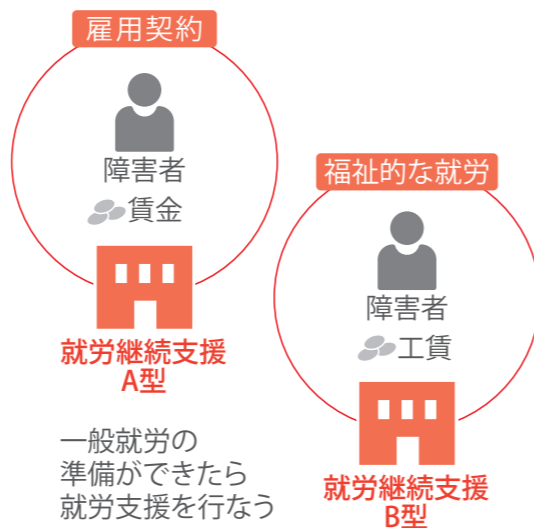 雇用契約
障害者
賃金
就労継続支援
A型
一般就労の
準備ができたら
就労支援を行なう
福祉的な就労
障害者
工賃
就労継続支援
B型